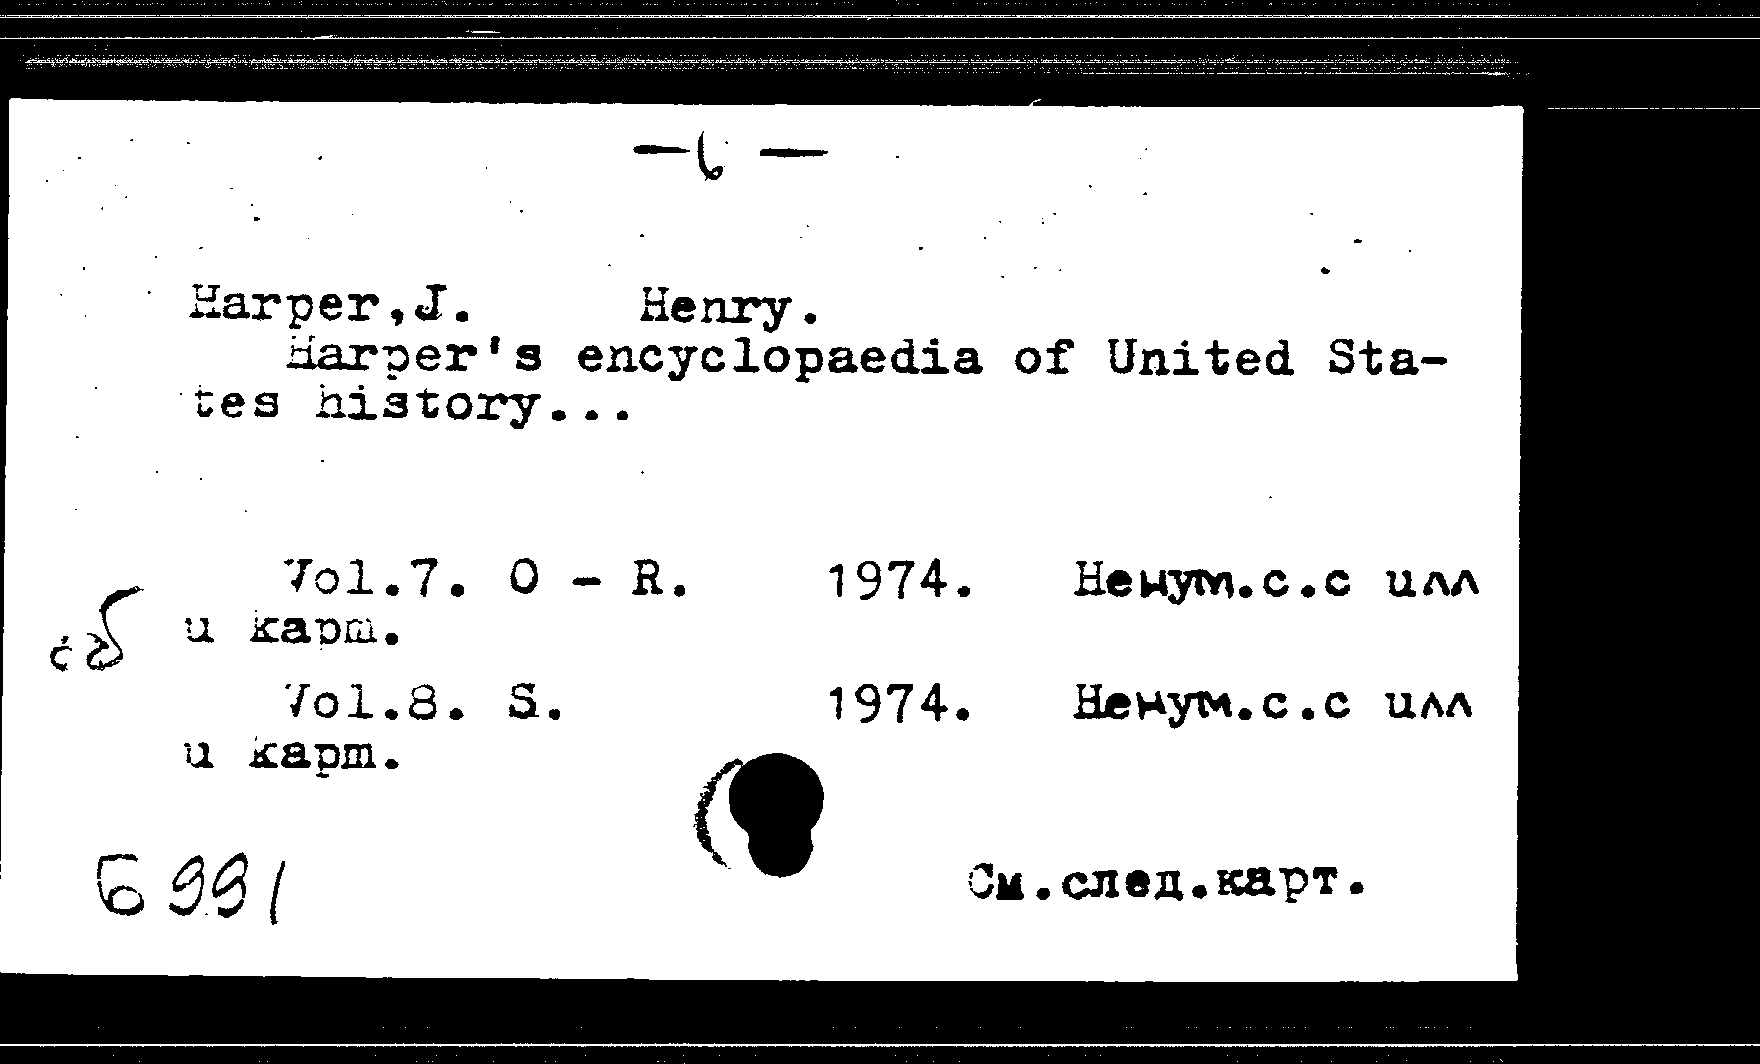 — 6 —
Harper,J. Henry.
Harper's encyclopaedia of United Sta-
tes history...
Vol.7. O - R. 1974. Ненум.с.с илл
и карт.
Vol.8. S. 1974. Ненум.с.с илл
и карт.
Б 991
См.след.карт.